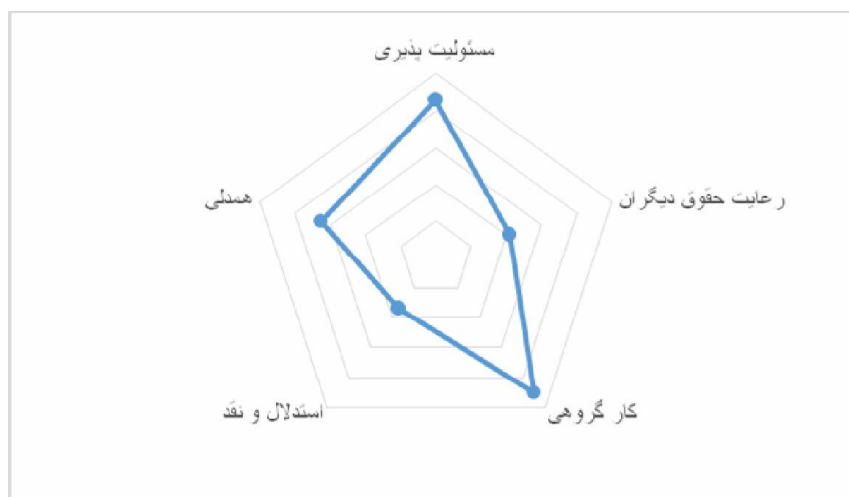 مسئولیت پذیری
رعایت حقوق دیگران
همدلی
کار گروهی
استدلال و نقد